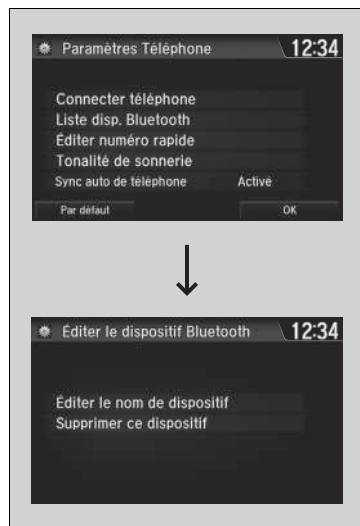 Paramètres Téléphone 12:34
Connecter téléphone
Liste disp. Bluetooth
Éditer numéro rapide
Tonalité de sonnerie
Sync auto de téléphone Activé
Par défaut OK
Éditer le dispositif Bluetooth 12:34
Éditer le nom de dispositif
Supprimer ce dispositif